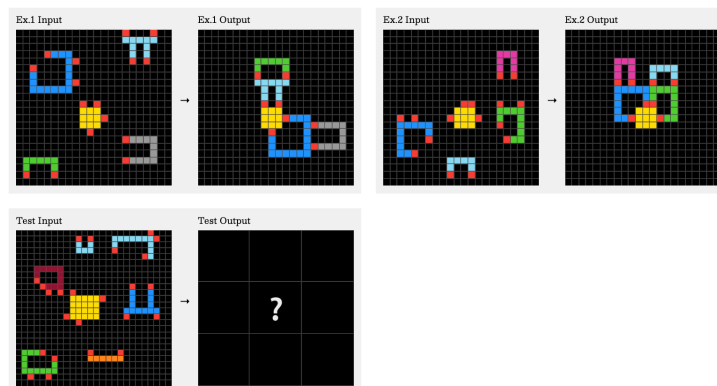 Ex.1 Input
Ex.1 Output
Ex.2 Input
Ex.2 Output
→
→
Test Input
Test Output
→
?